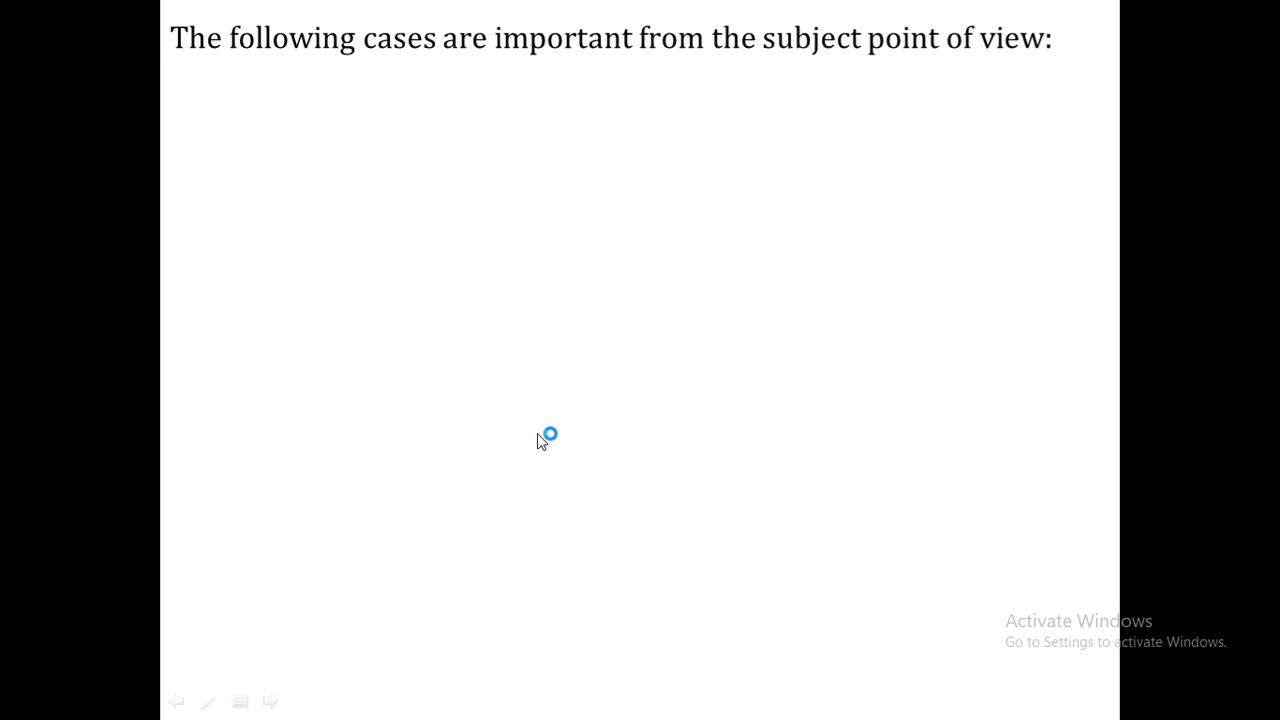 The following cases are important from the subject point of view:
Activate Windows
Go to Settings to activate Windows.